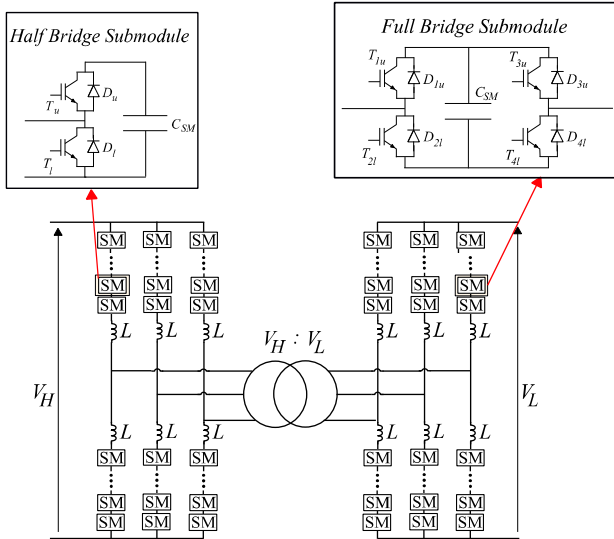 Half Bridge Submodule
T_u D_u
C_SM
T_l D_l
Full Bridge Submodule
T_1u D_1u C_SM T_3u D_3u
T_2l D_2l T_4l D_4l
SM SM SM SM SM SM
SM SM SM SM SM SM
SM SM SM SM SM SM
L L L L L L
V_H : V_L
V_H V_L
L L L L L L
SM SM SM SM SM SM
SM SM SM SM SM SM
SM SM SM SM SM SM